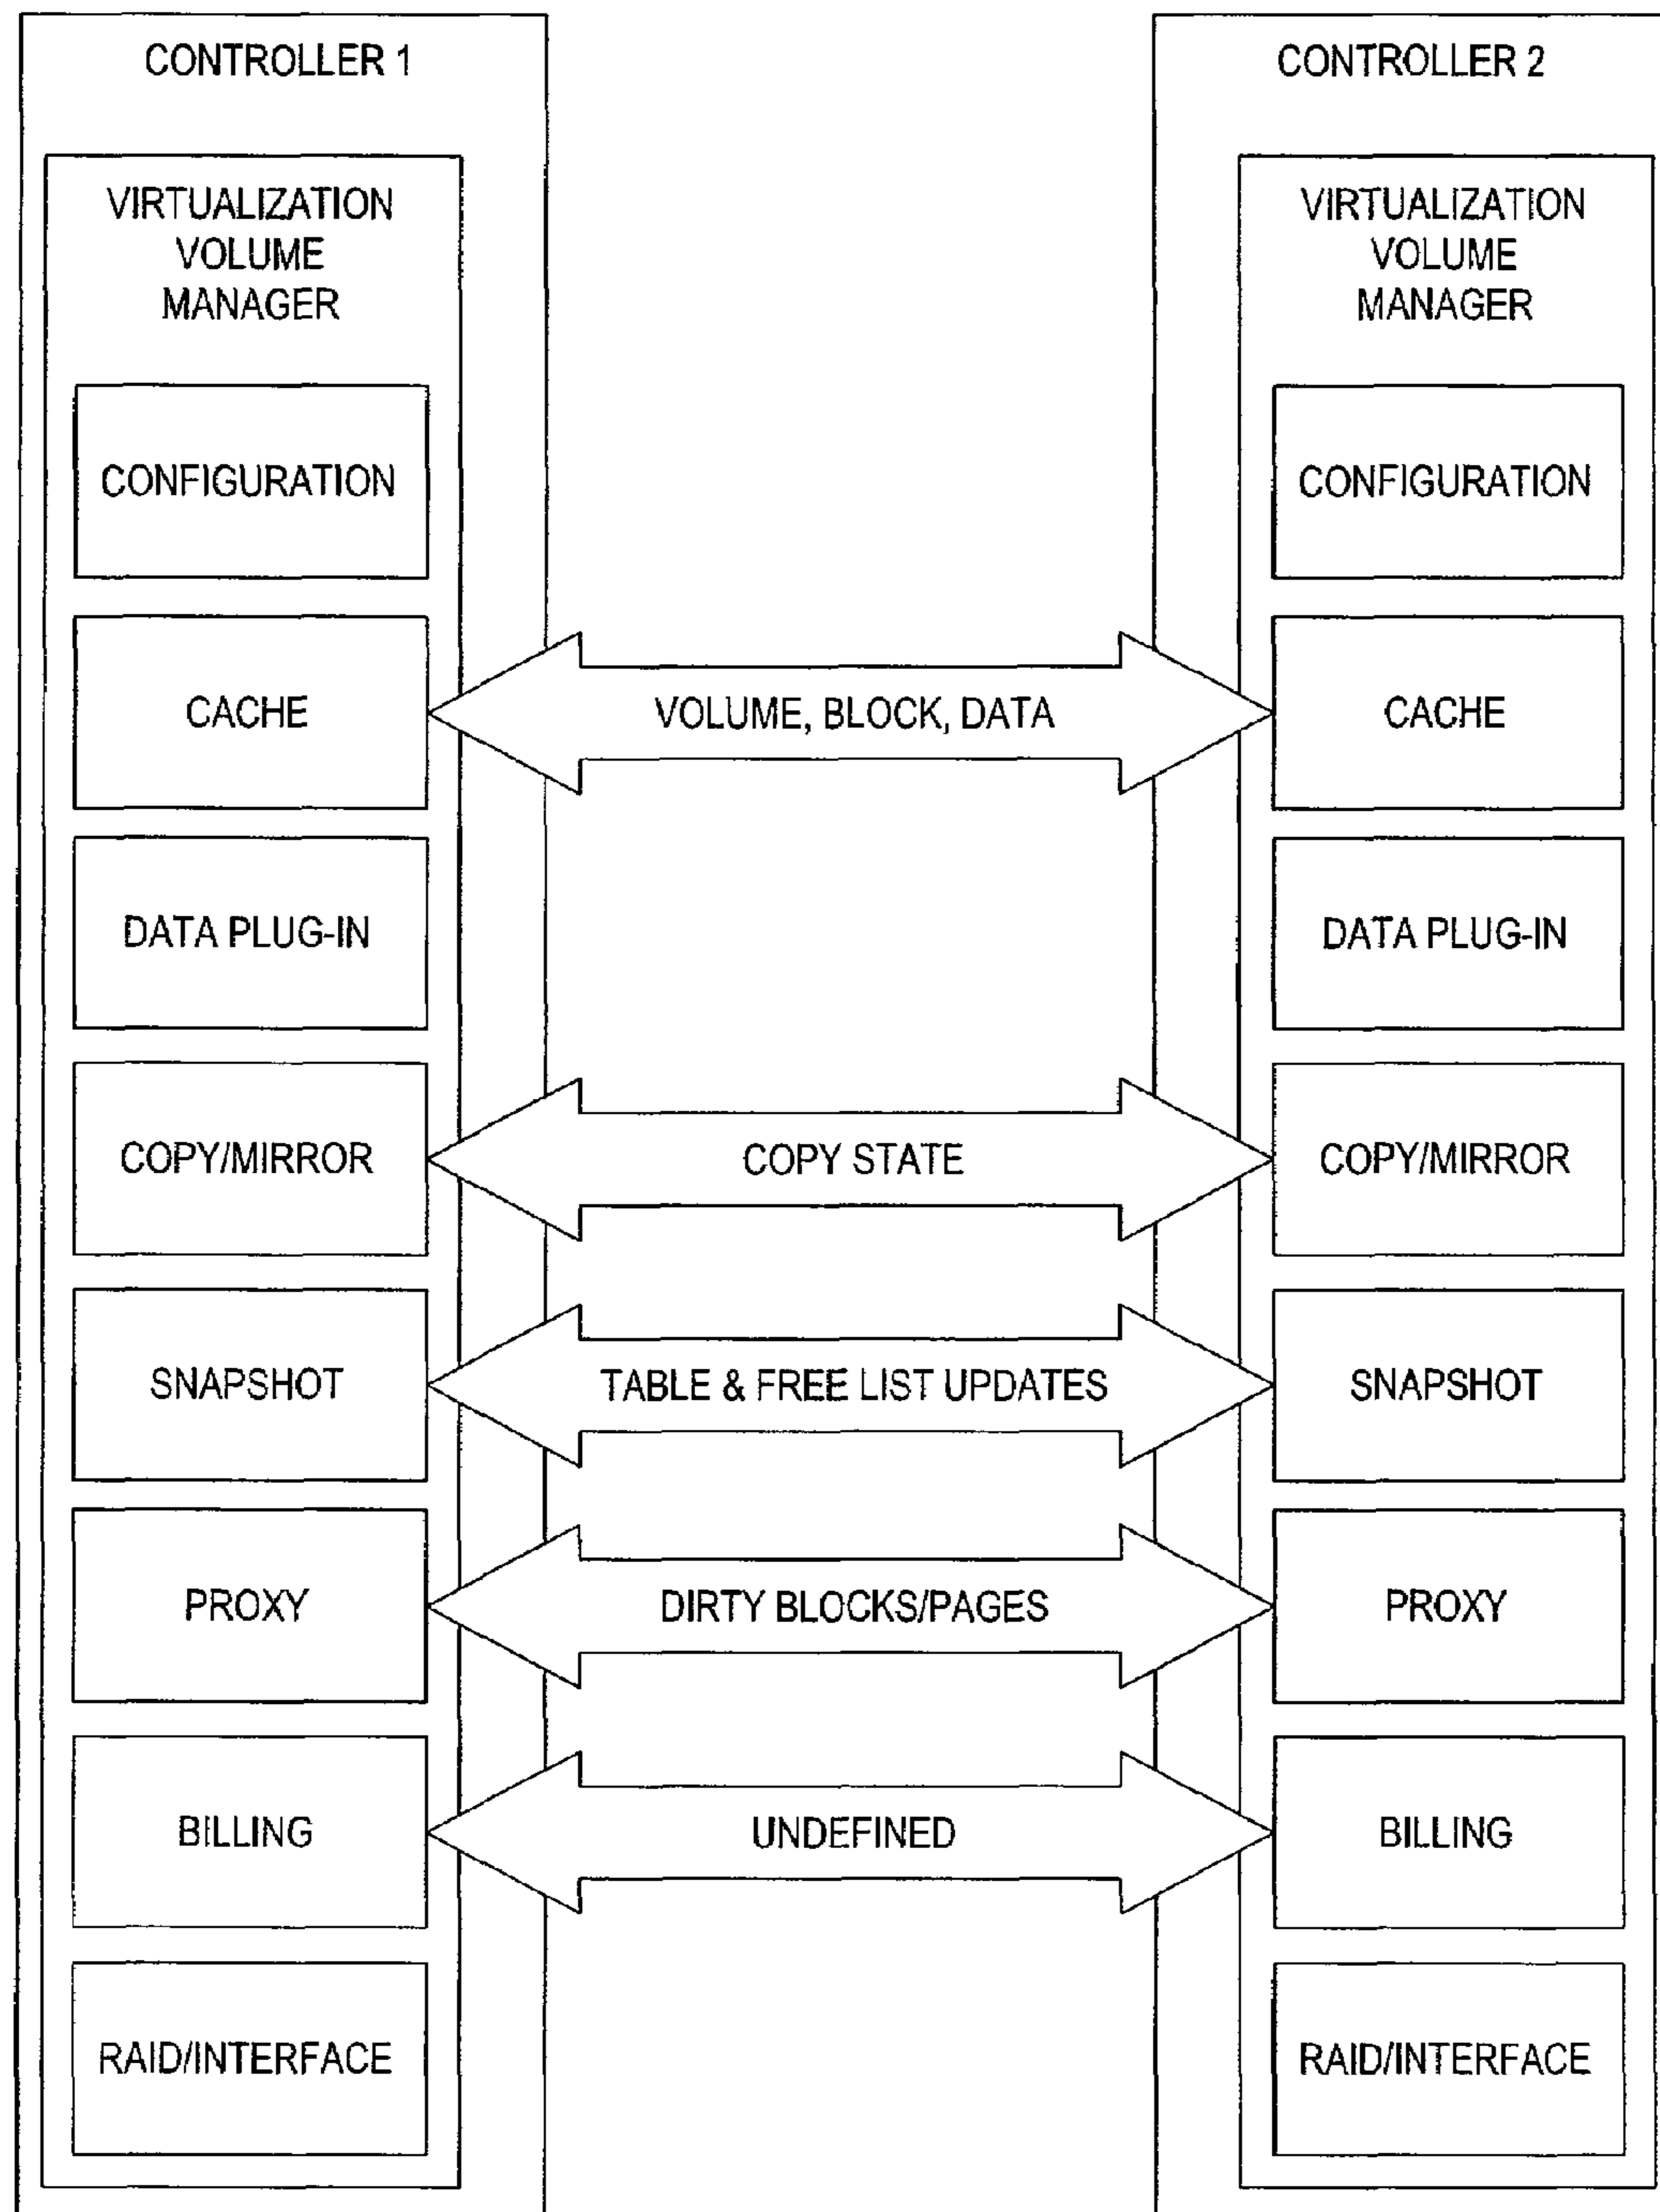 CONTROLLER 1
CONTROLLER 2
VIRTUALIZATION
VOLUME
MANAGER
VIRTUALIZATION
VOLUME
MANAGER
CONFIGURATION
CONFIGURATION
CACHE
VOLUME, BLOCK, DATA
CACHE
DATA PLUG-IN
DATA PLUG-IN
COPY/MIRROR
COPY STATE
COPY/MIRROR
SNAPSHOT
TABLE & FREE LIST UPDATES
SNAPSHOT
PROXY
DIRTY BLOCKS/PAGES
PROXY
BILLING
UNDEFINED
BILLING
RAID/INTERFACE
RAID/INTERFACE